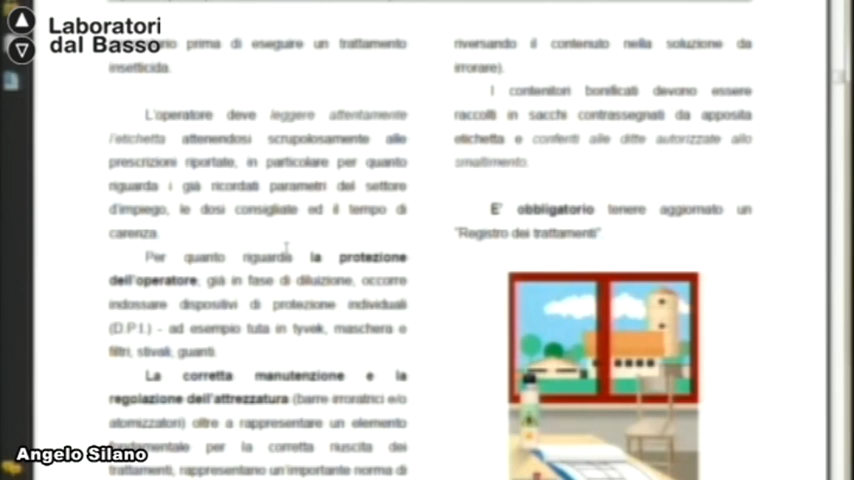 Laboratori
dal Basso
prima di eseguire un trattamento
insetticida.
L'operatore deve leggere attentamente
l'etichetta attenendosi scrupolosamente alle
prescrizioni riportate, in particolare per quanto
riguarda i già ricordati parametri del settore
d'impiego, le dosi consigliate ed il tempo di
carenza.
Per quanto riguarda la protezione
dell'operatore, già in fase di diluizione, occorre
indossare dispositivi di protezione individuali
(D.P.I.) - ad esempio tuta in tyvek, maschera e
filtri, stivali, guanti.
La corretta manutenzione e la
regolazione dell'attrezzatura (barre irroratrici e/o
atomizzatori) oltre a rappresentare un elemento
fondamentale per la corretta riuscita dei
trattamenti, rappresentano un'importante norma di
riversando il contenuto nella soluzione da
irrorare).
I contenitori bonificati devono essere
raccolti in sacchi contrassegnati da apposita
etichetta e conferiti alle ditte autorizzate allo
smaltimento.
E' obbligatorio tenere aggiornato un
"Registro dei trattamenti".
Angelo Silano